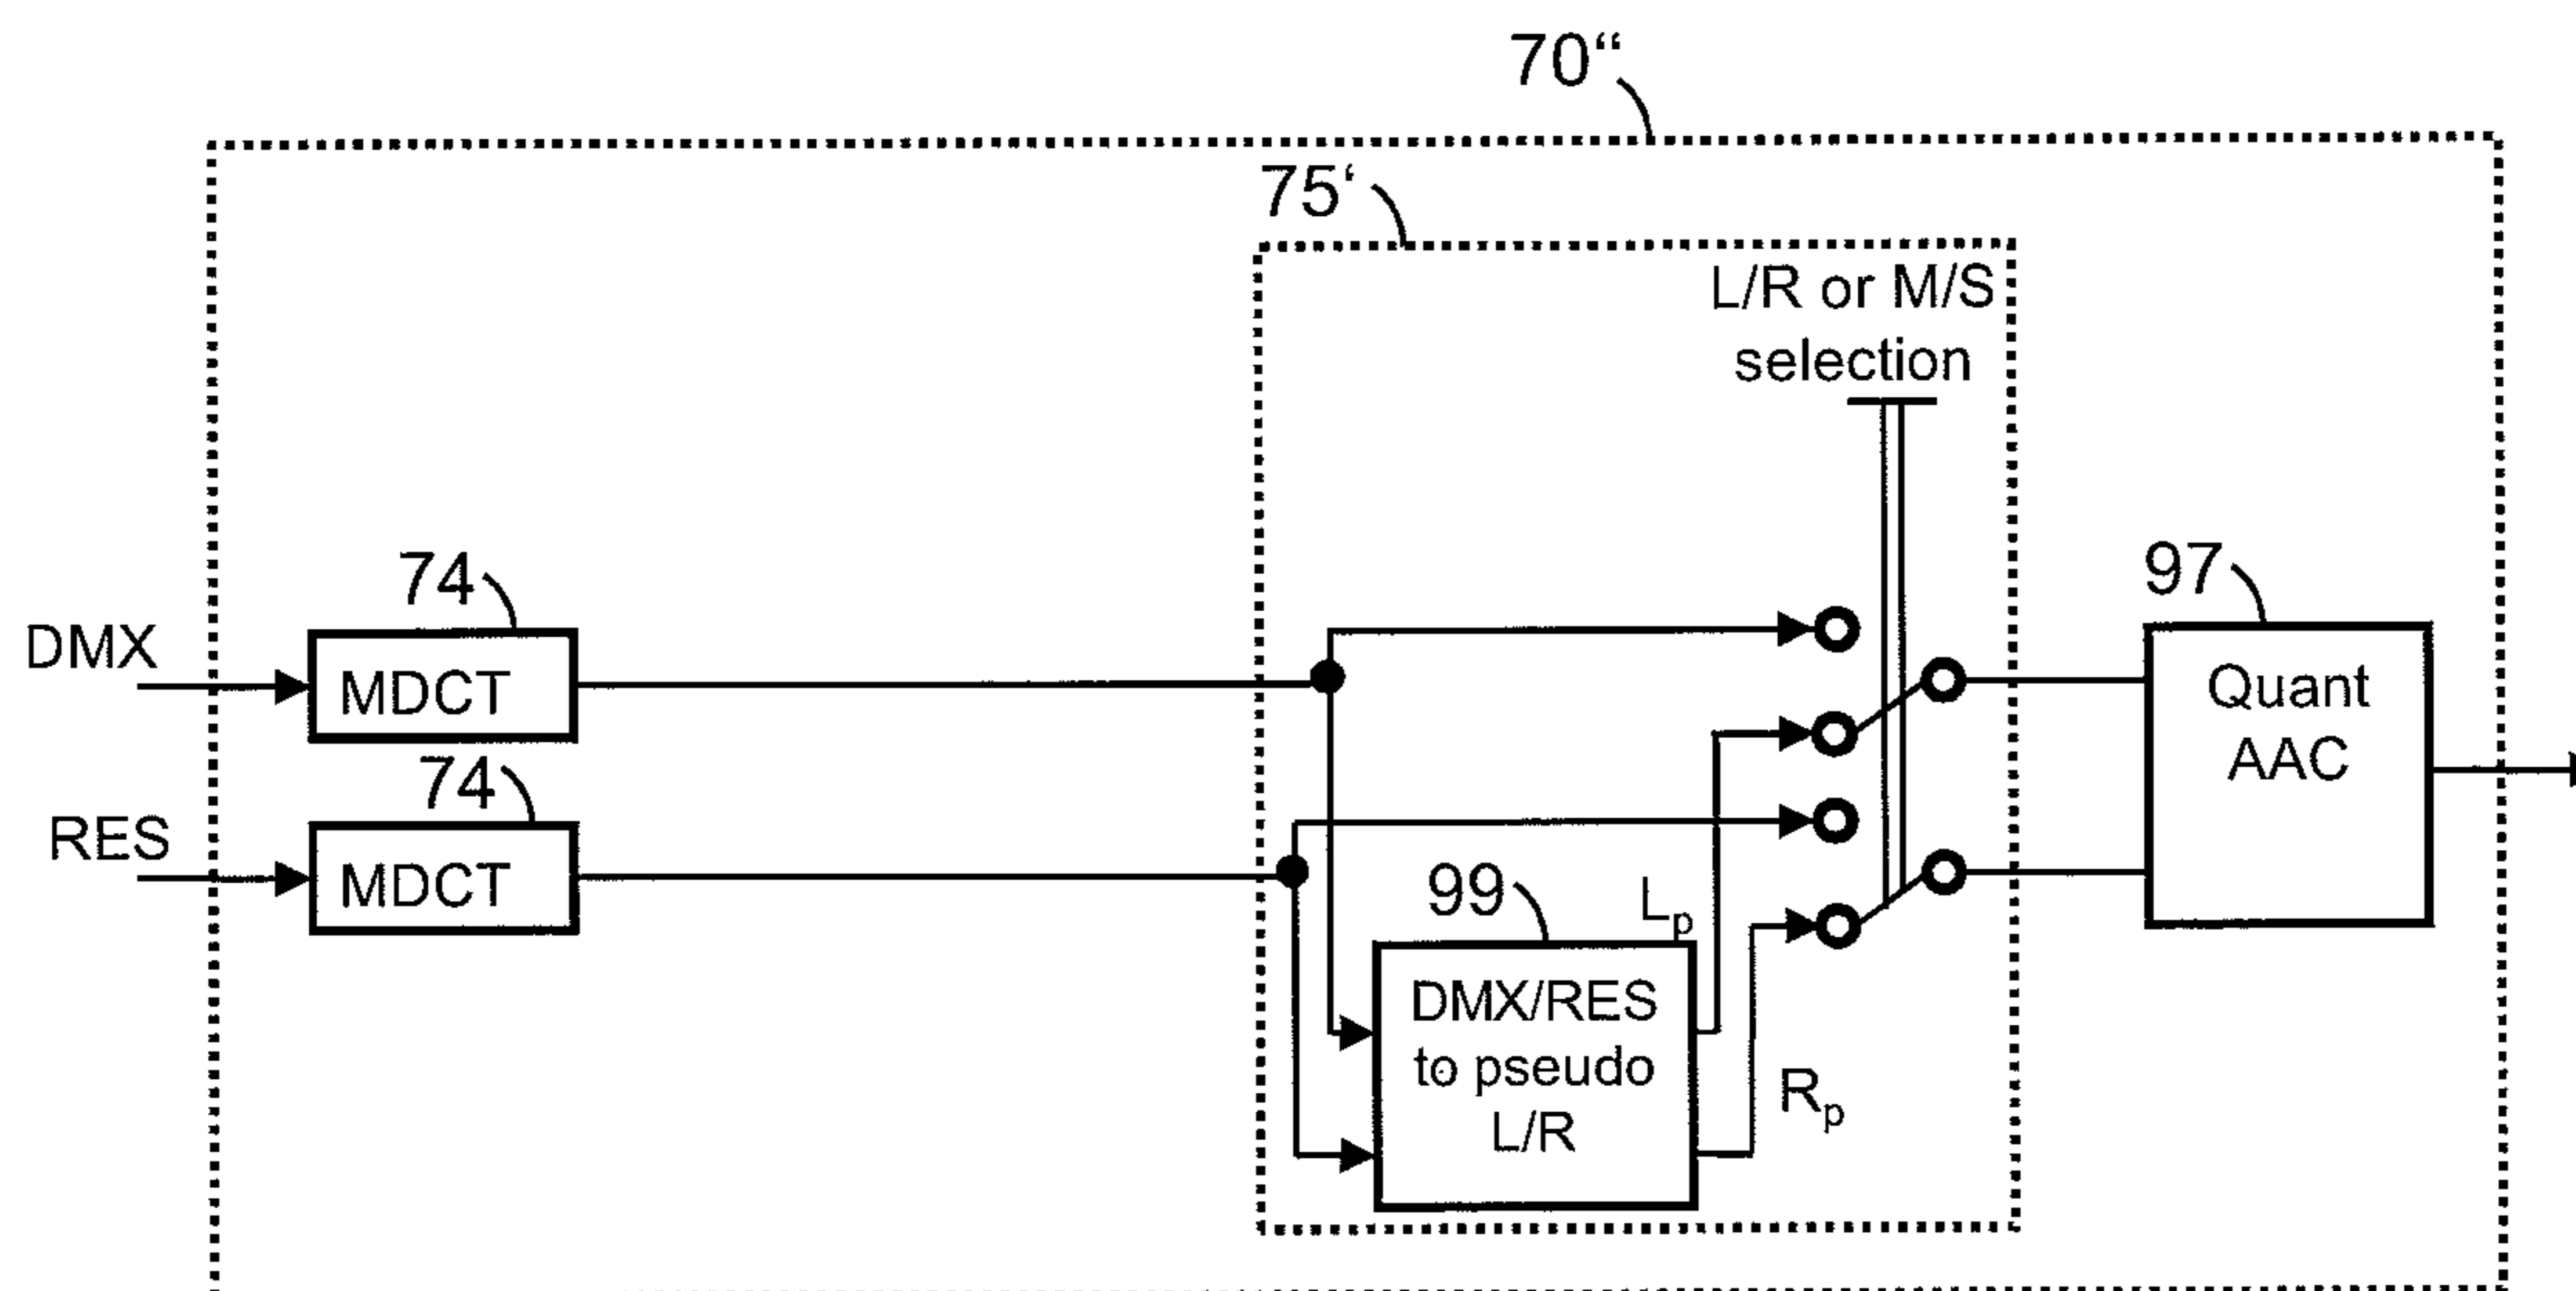 70“
75‘
L/R or M/S
selection
74
DMX
MDCT
97
Quant
AAC
74
RES
MDCT
99
Lp
DMX/RES
to pseudo
L/R
Rp